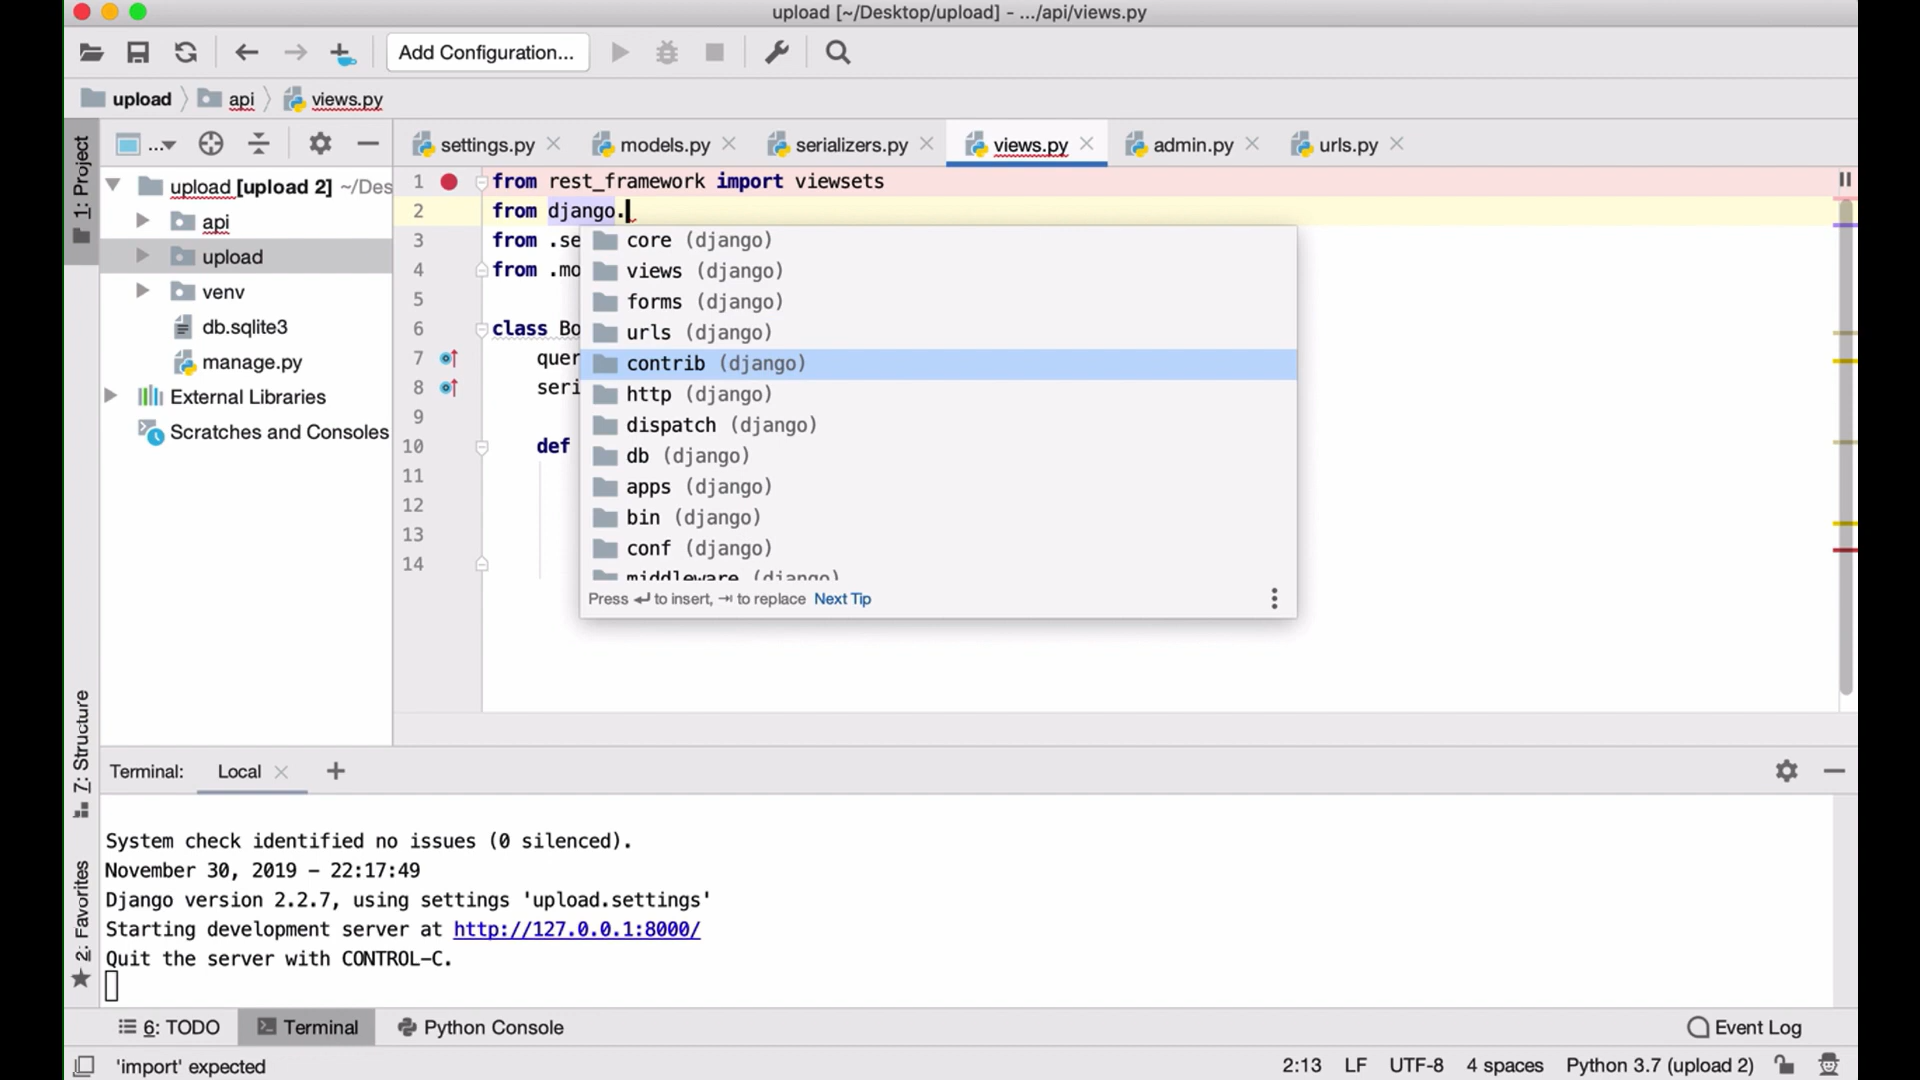 upload [~/Desktop/upload] - .../api/views.py
Add Configuration...
upload
api
views.py
1: Project
...
settings.py
models.py
serializers.py
views.py
admin.py
urls.py
upload [upload 2] ~/Des
api
upload
venv
db.sqlite3
manage.py
External Libraries
Scratches and Consoles
1 from rest_framework import viewsets
2 from django.
3 from .se
4 from .mo
5
6 class Bo
7 quer
8 seri
9
10 def
11
12
13
14
core (django)
views (django)
forms (django)
urls (django)
contrib (django)
http (django)
dispatch (django)
db (django)
apps (django)
bin (django)
conf (django)
middleware (django)
Press ↵ to insert, ⇥ to replace Next Tip
7: Structure
2: Favorites
Terminal: Local
System check identified no issues (0 silenced).
November 30, 2019 - 22:17:49
Django version 2.2.7, using settings 'upload.settings'
Starting development server at http://127.0.0.1:8000/
Quit the server with CONTROL-C.
6: TODO
Terminal
Python Console
Event Log
'import' expected
2:13 LF UTF-8 4 spaces Python 3.7 (upload 2)